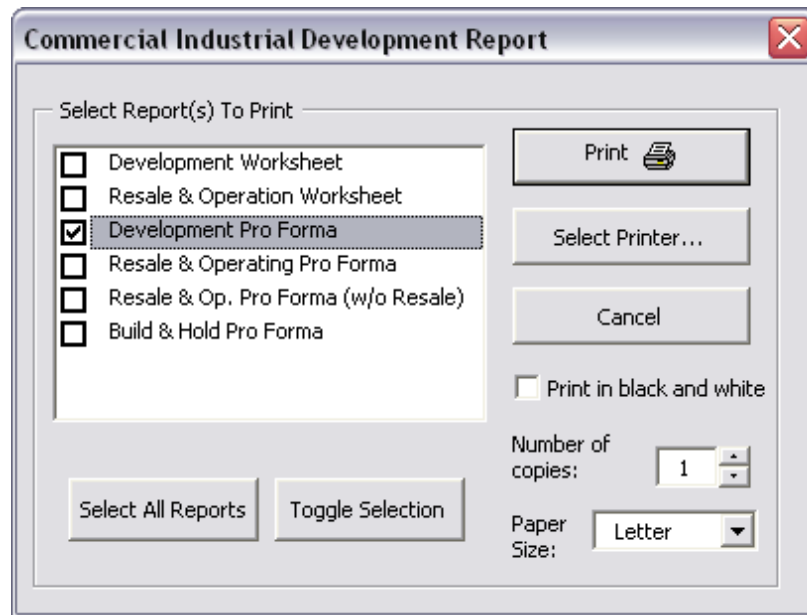 Commercial Industrial Development Report
Select Report(s) To Print
Development Worksheet
Resale & Operation Worksheet
Development Pro Forma
Resale & Operating Pro Forma
Resale & Op. Pro Forma (w/o Resale)
Build & Hold Pro Forma
Select All Reports
Toggle Selection
Print
Select Printer...
Cancel
Print in black and white
Number of
copies:
1
Paper
Size:
Letter